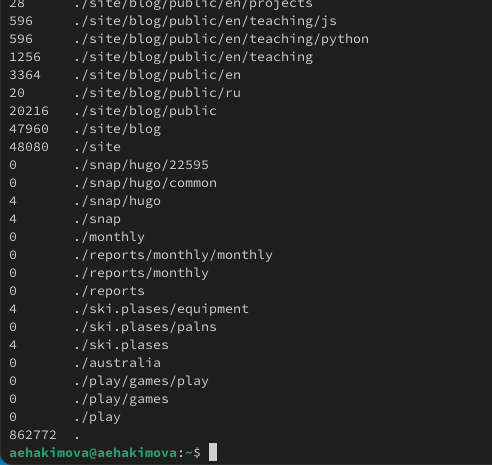 28 ./site/blog/public/en/projects
596 ./site/blog/public/en/teaching/js
596 ./site/blog/public/en/teaching/python
1256 ./site/blog/public/en/teaching
3364 ./site/blog/public/en
20 ./site/blog/public/ru
20216 ./site/blog/public
47960 ./site/blog
48080 ./site
0 ./snap/hugo/22595
0 ./snap/hugo/common
4 ./snap/hugo
4 ./snap
0 ./monthly
0 ./reports/monthly/monthly
0 ./reports/monthly
0 ./reports
4 ./ski.plases/equipment
0 ./ski.plases/palns
4 ./ski.plases
0 ./australia
0 ./play/games/play
0 ./play/games
0 ./play
862772 .
aehakimova@aehakimova:~$